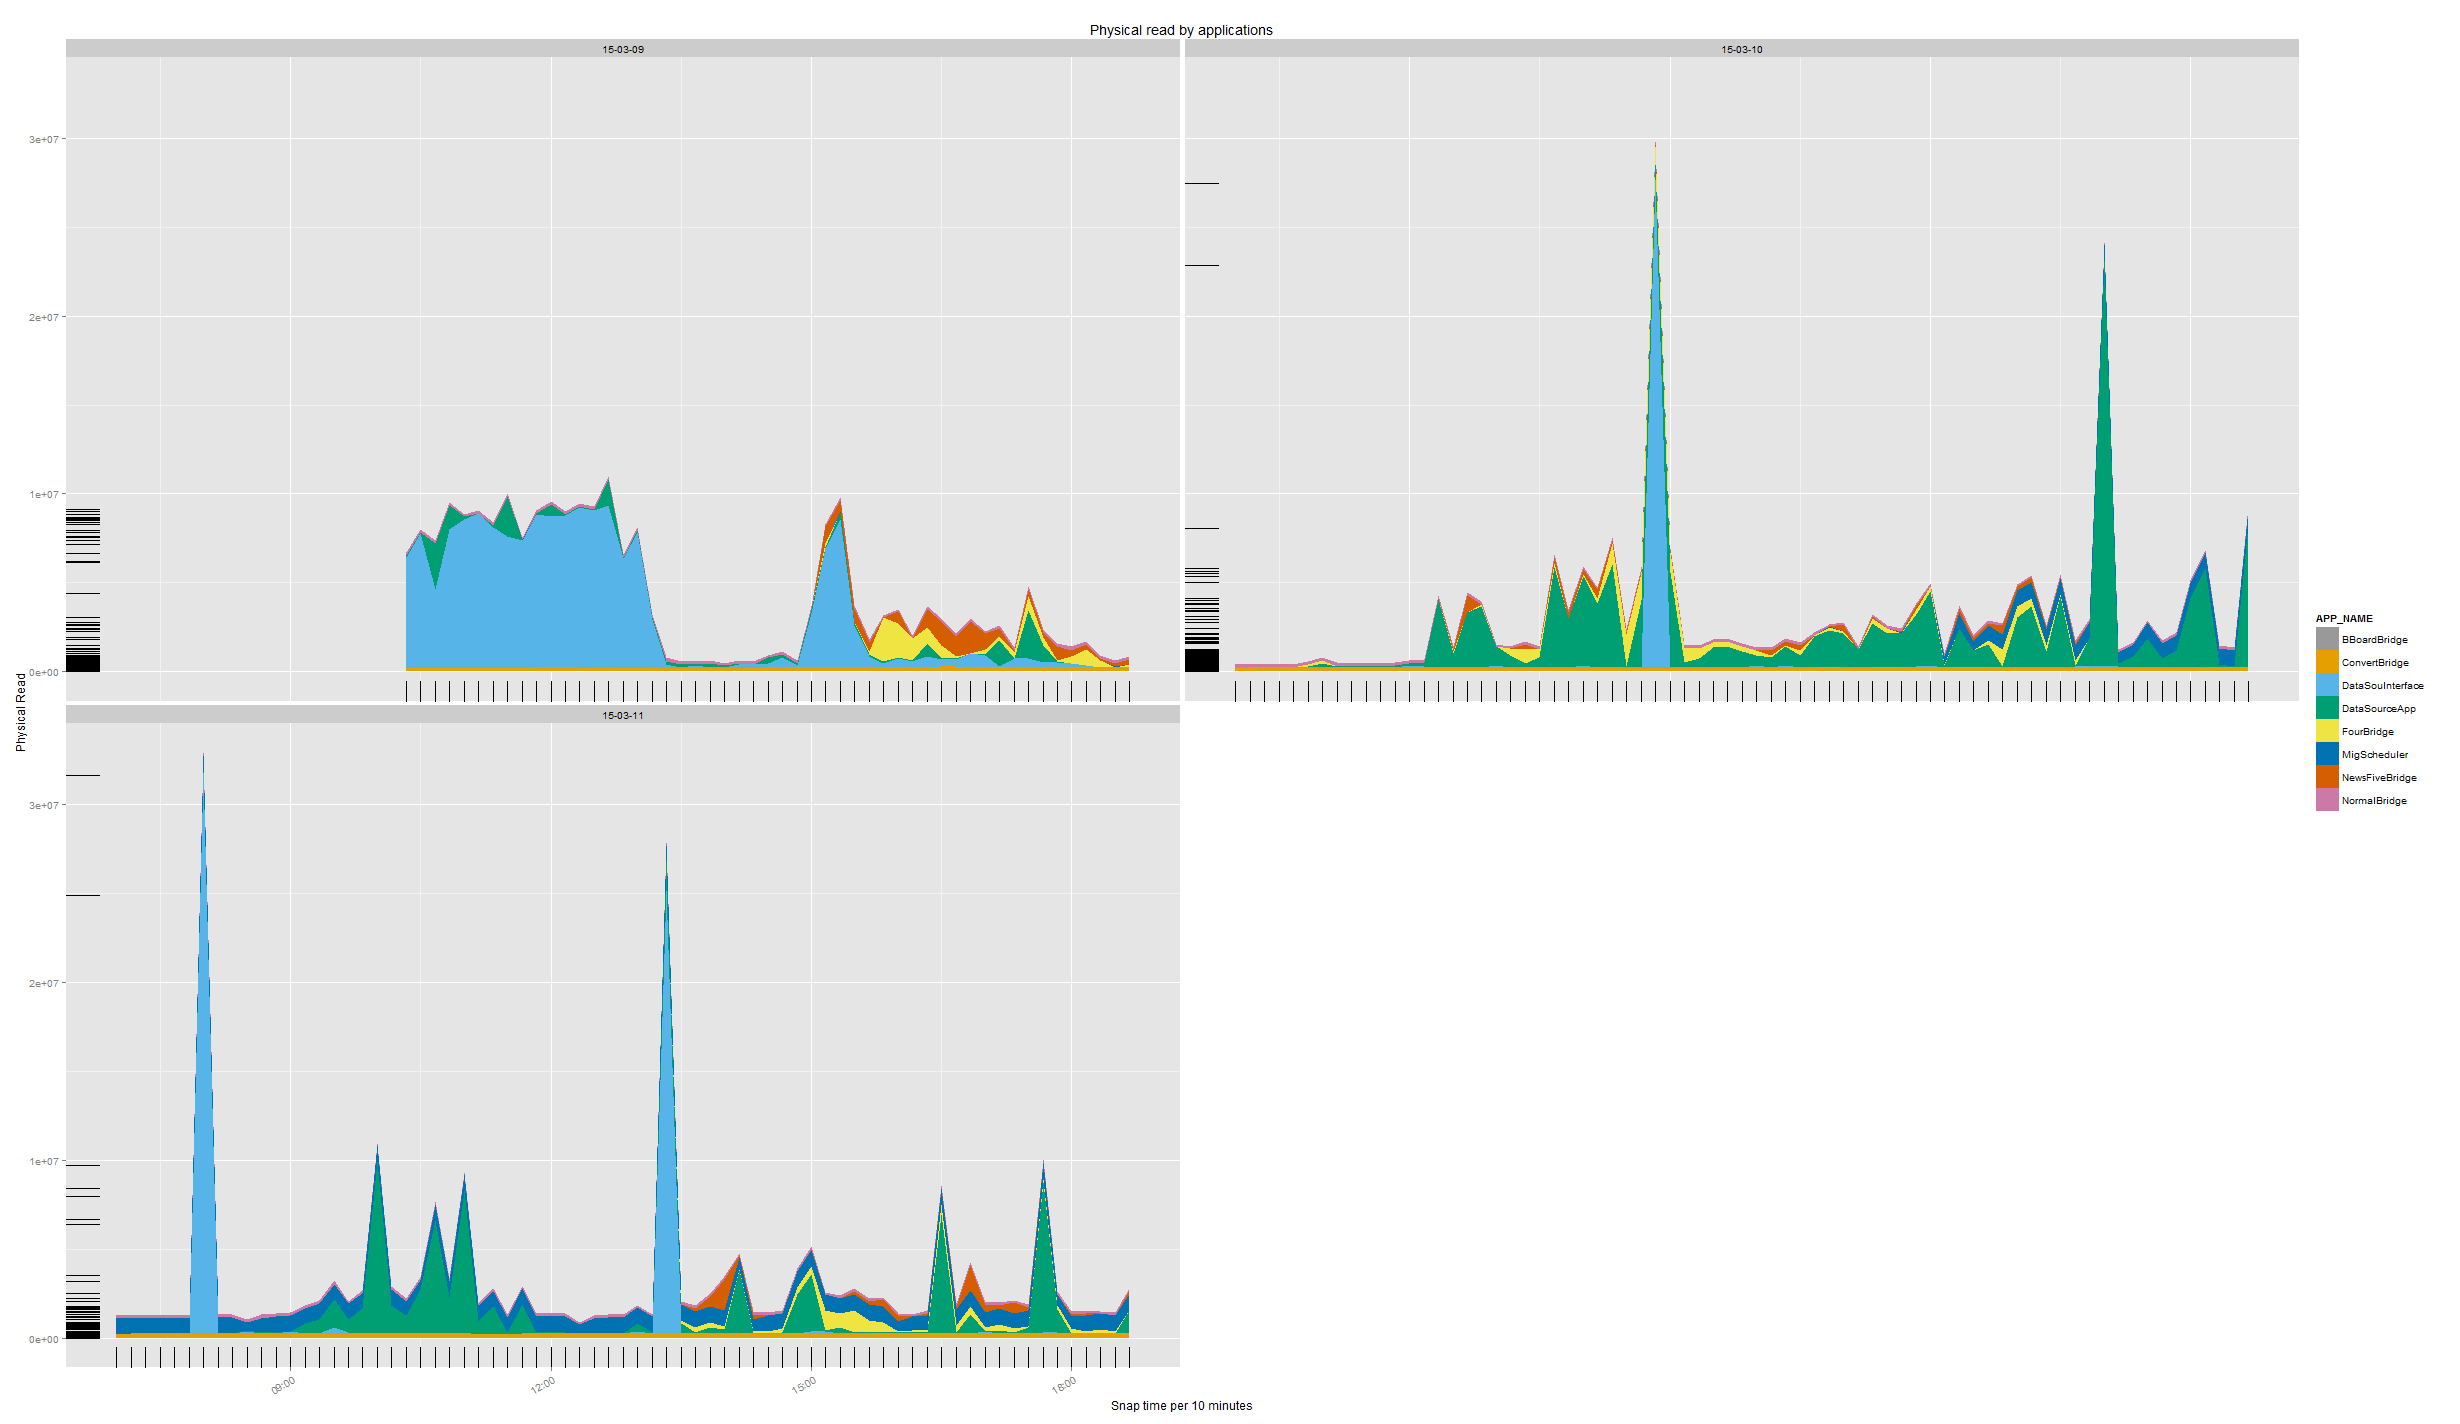 Physical read by applications
15-03-09
15-03-10
3e+07
2e+07
1e+07
0e+00
15-03-11
3e+07
2e+07
1e+07
0e+00
09:00
12:00
15:00
18:00
Physical Read
Snap time per 10 minutes
APP_NAME
BBoardBridge
ConvertBridge
DataSouInterface
DataSourceApp
FourBridge
MigScheduler
NewsFiveBridge
NormalBridge